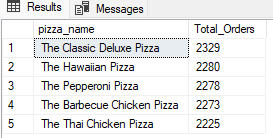 Results Messages
pizza_name Total_Orders
1 The Classic Deluxe Pizza 2329
2 The Hawaiian Pizza 2280
3 The Pepperoni Pizza 2278
4 The Barbecue Chicken Pizza 2273
5 The Thai Chicken Pizza 2225